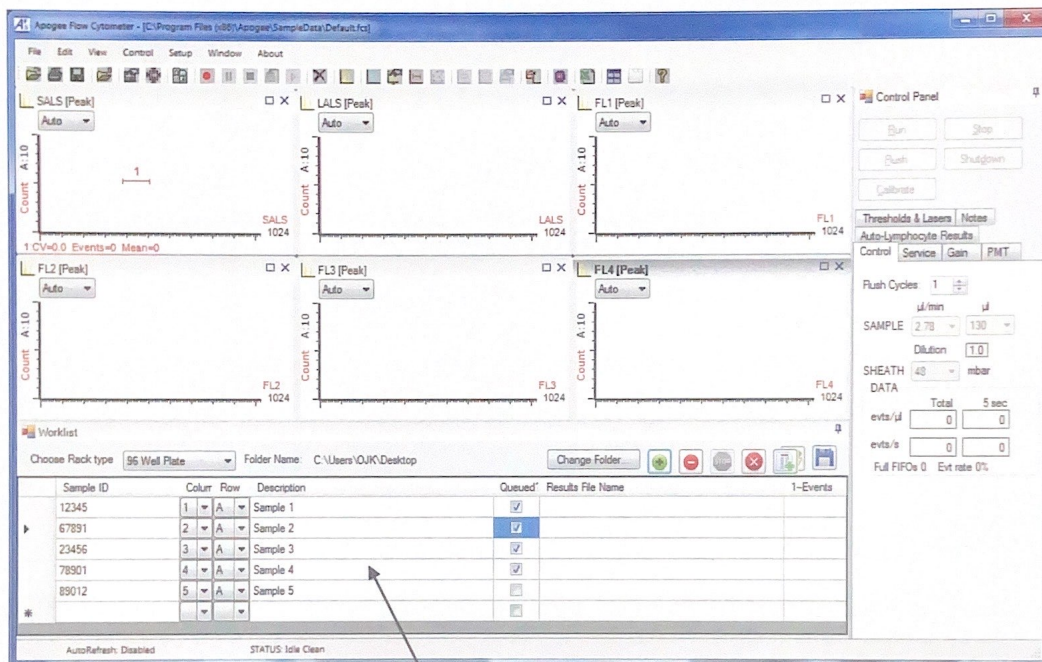 Apogee Flow Cytometer - [C:\Program Files (x86)\Apogee\SampleData\Default.fcs]
File Edit View Control Setup Window About
SALS [Peak]
Auto
Count A:10
1
SALS
1024
1 CV=0.0 Events=0 Mean=0
LALS [Peak]
Auto
Count A:10
LALS
1024
FL1 [Peak]
Auto
Count A:10
FL1
1024
FL2 [Peak]
Auto
Count A:10
FL2
1024
FL3 [Peak]
Auto
Count A:10
FL3
1024
FL4 [Peak]
Auto
Count A:10
FL4
1024
Control Panel
Run Stop
Flush Shutdown
Calibrate
Thresholds & Lasers Notes
Auto-Lymphocyte Results
Control Service Gain PMT
Flush Cycles 1
µl/min µl
SAMPLE 2.78 130
Dilution 1.0
SHEATH 48 mbar
DATA
Total 5 sec
evts/µl 0 0
evts/s 0 0
Full FIFOs 0 Evt rate 0%
Worklist
Choose Rack type 96 Well Plate Folder Name: C:\Users\OJK\Desktop Change Folder... STOP
Sample ID Colum Row Description Queued? Results File Name 1~Events
12345 1 A Sample 1
67891 2 A Sample 2
23456 3 A Sample 3
78901 4 A Sample 4
89012 5 A Sample 5
AutoRefresh: Disabled STATUS: Idle Clean